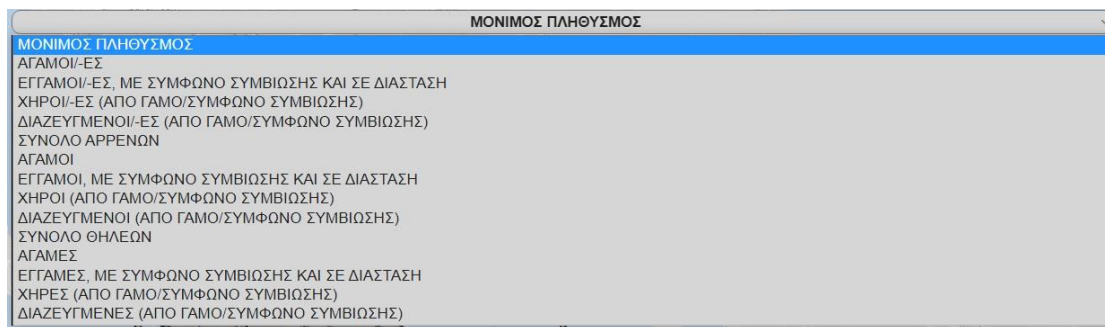 ΜΟΝΙΜΟΣ ΠΛΗΘΥΣΜΟΣ
ΜΟΝΙΜΟΣ ΠΛΗΘΥΣΜΟΣ
ΑΓΑΜΟΙ/-ΕΣ
ΕΓΓΑΜΟΙ/-ΕΣ, ΜΕ ΣΥΜΦΩΝΟ ΣΥΜΒΙΩΣΗΣ ΚΑΙ ΣΕ ΔΙΑΣΤΑΣΗ
ΧΗΡΟΙ/-ΕΣ (ΑΠΟ ΓΑΜΟ/ΣΥΜΦΩΝΟ ΣΥΜΒΙΩΣΗΣ)
ΔΙΑΖΕΥΓΜΕΝΟΙ/-ΕΣ (ΑΠΟ ΓΑΜΟ/ΣΥΜΦΩΝΟ ΣΥΜΒΙΩΣΗΣ)
ΣΥΝΟΛΟ ΑΡΡΕΝΩΝ
ΑΓΑΜΟΙ
ΕΓΓΑΜΟΙ, ΜΕ ΣΥΜΦΩΝΟ ΣΥΜΒΙΩΣΗΣ ΚΑΙ ΣΕ ΔΙΑΣΤΑΣΗ
ΧΗΡΟΙ (ΑΠΟ ΓΑΜΟ/ΣΥΜΦΩΝΟ ΣΥΜΒΙΩΣΗΣ)
ΔΙΑΖΕΥΓΜΕΝΟΙ (ΑΠΟ ΓΑΜΟ/ΣΥΜΦΩΝΟ ΣΥΜΒΙΩΣΗΣ)
ΣΥΝΟΛΟ ΘΗΛΕΩΝ
ΑΓΑΜΕΣ
ΕΓΓΑΜΕΣ, ΜΕ ΣΥΜΦΩΝΟ ΣΥΜΒΙΩΣΗΣ ΚΑΙ ΣΕ ΔΙΑΣΤΑΣΗ
ΧΗΡΕΣ (ΑΠΟ ΓΑΜΟ/ΣΥΜΦΩΝΟ ΣΥΜΒΙΩΣΗΣ)
ΔΙΑΖΕΥΓΜΕΝΕΣ (ΑΠΟ ΓΑΜΟ/ΣΥΜΦΩΝΟ ΣΥΜΒΙΩΣΗΣ)